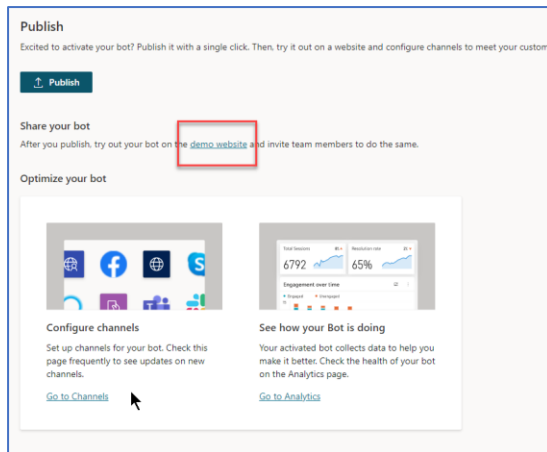 Publish
Excited to activate your bot? Publish it with a single click. Then, try it out on a website and configure channels to meet your custom
Publish
Share your bot
After you publish, try out your bot on the demo website and invite team members to do the same.
Optimize your bot
Total Sessions
Resolution rate
6792
65%
Engagement over time
Engaged
Unengaged
Configure channels
Set up channels for your bot. Check this
page frequently to see updates on new
channels.
Go to Channels
See how your Bot is doing
Your activated bot collects data to help you
make it better. Check the health of your bot
on the Analytics page.
Go to Analytics